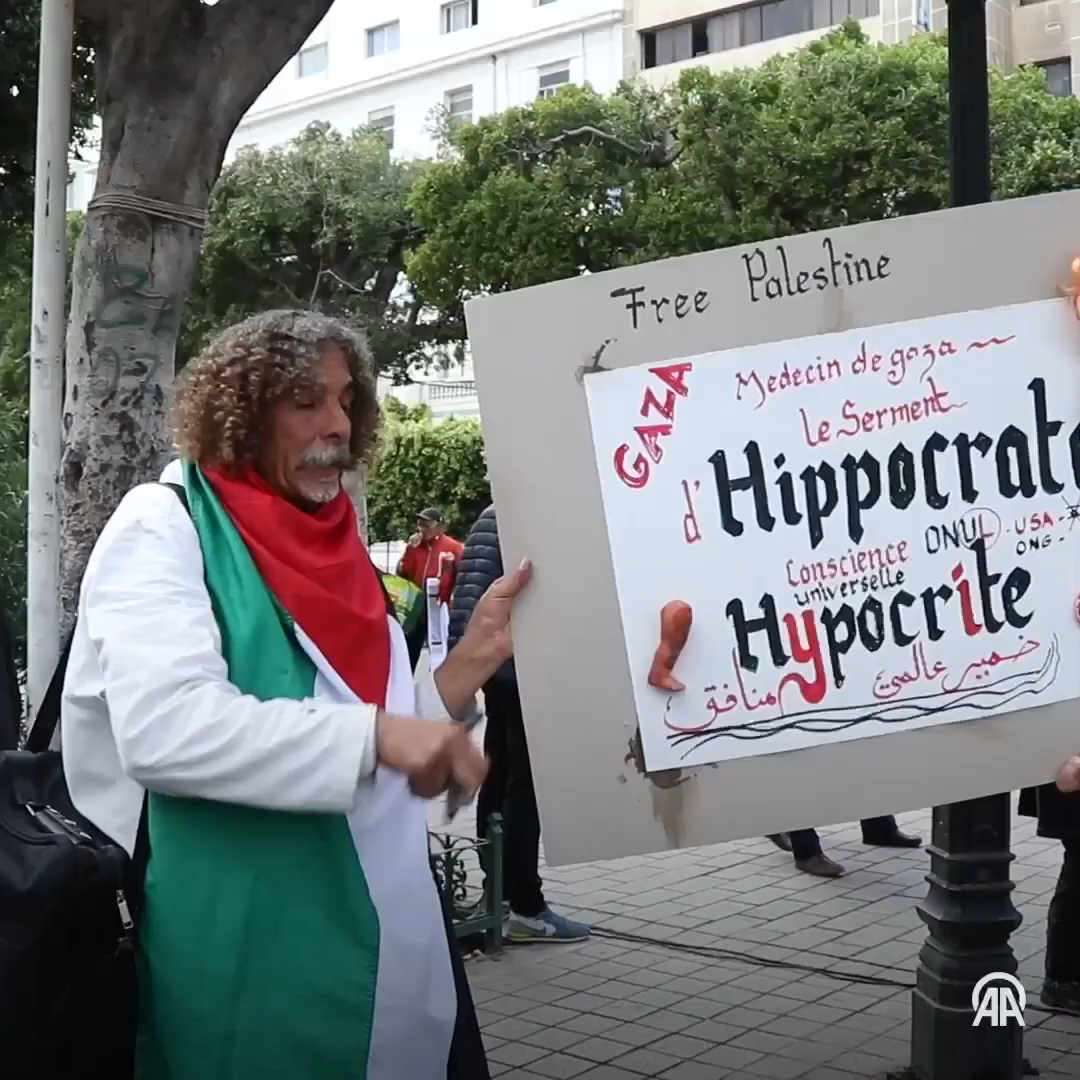 Free Palestine
GAZA
Medecin de gaza
le Serment
d'Hippocrate
Conscience
universelle
ONU - USA -
ONG -
Hypocrite
ضمير عالمي منافق
AA